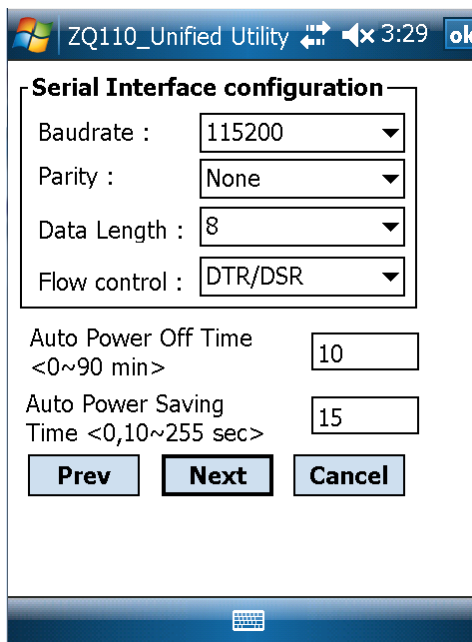 ZQ110_Unified Utility 3:29 ok
Serial Interface configuration
Baudrate : 115200
Parity : None
Data Length : 8
Flow control : DTR/DSR
Auto Power Off Time
<0~90 min> 10
Auto Power Saving
Time <0,10~255 sec> 15
Prev Next Cancel